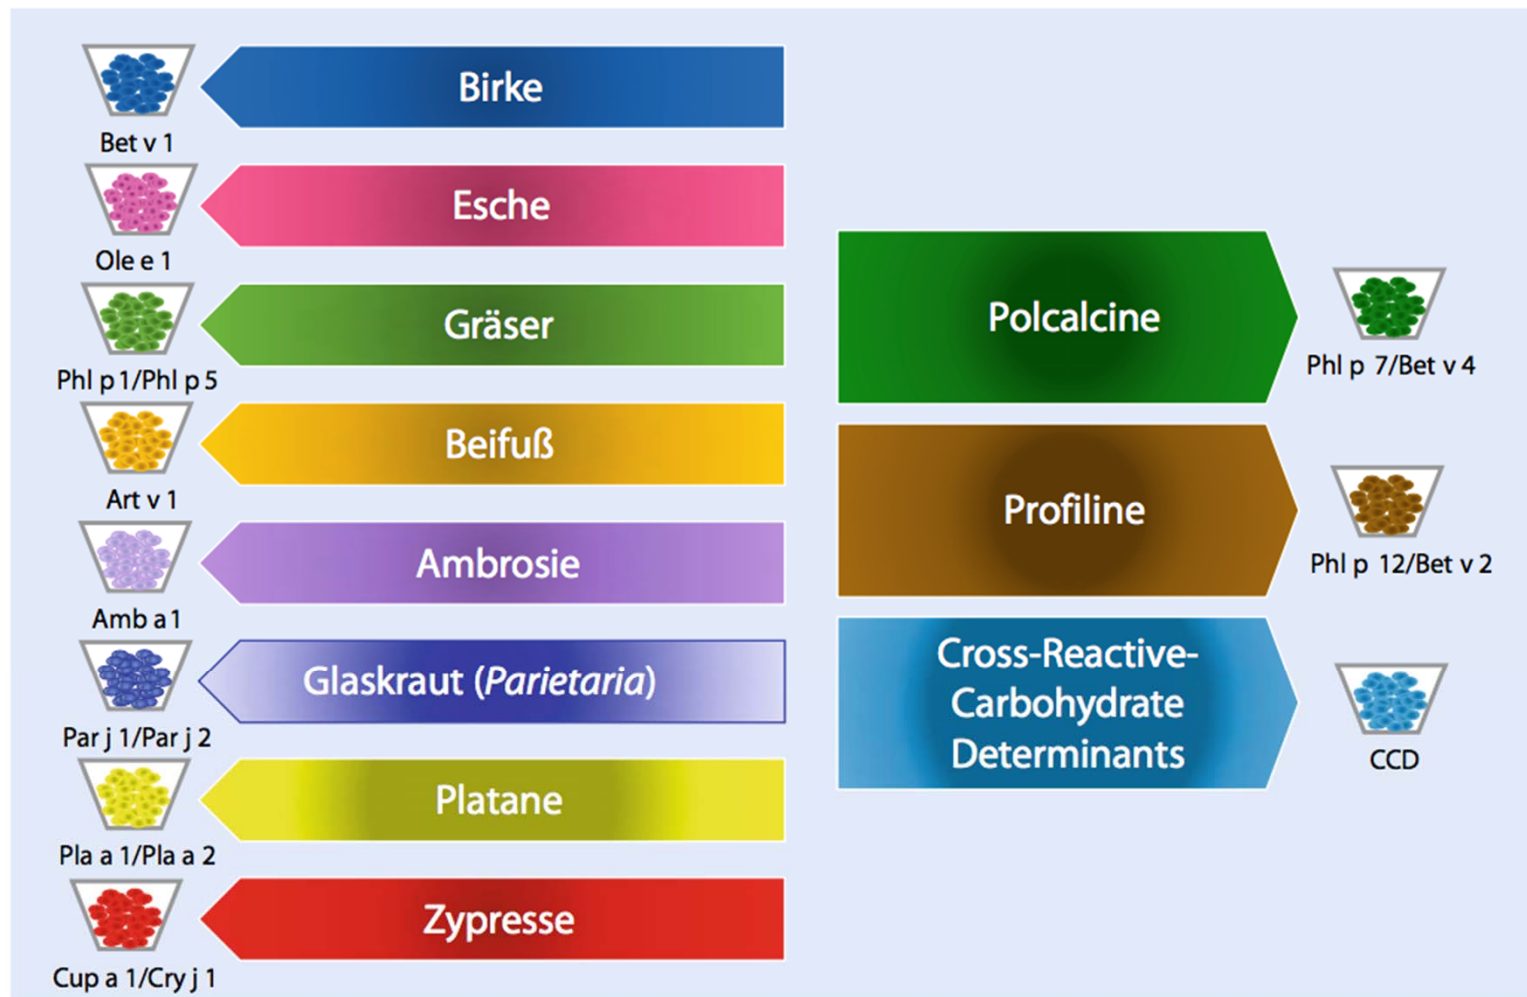 Birke
Bet v 1
Esche
Ole e 1
Gräser
Phl p 1/Phl p 5
Beifuß
Art v 1
Ambrosie
Amb a 1
Glaskraut (Parietaria)
Par j 1/Par j 2
Platane
Pla a 1/Pla a 2
Zypresse
Cup a 1/Cry j 1
Polcalcine
Phl p 7/Bet v 4
Profiline
Phl p 12/Bet v 2
Cross-Reactive-
Carbohydrate
Determinants
CCD